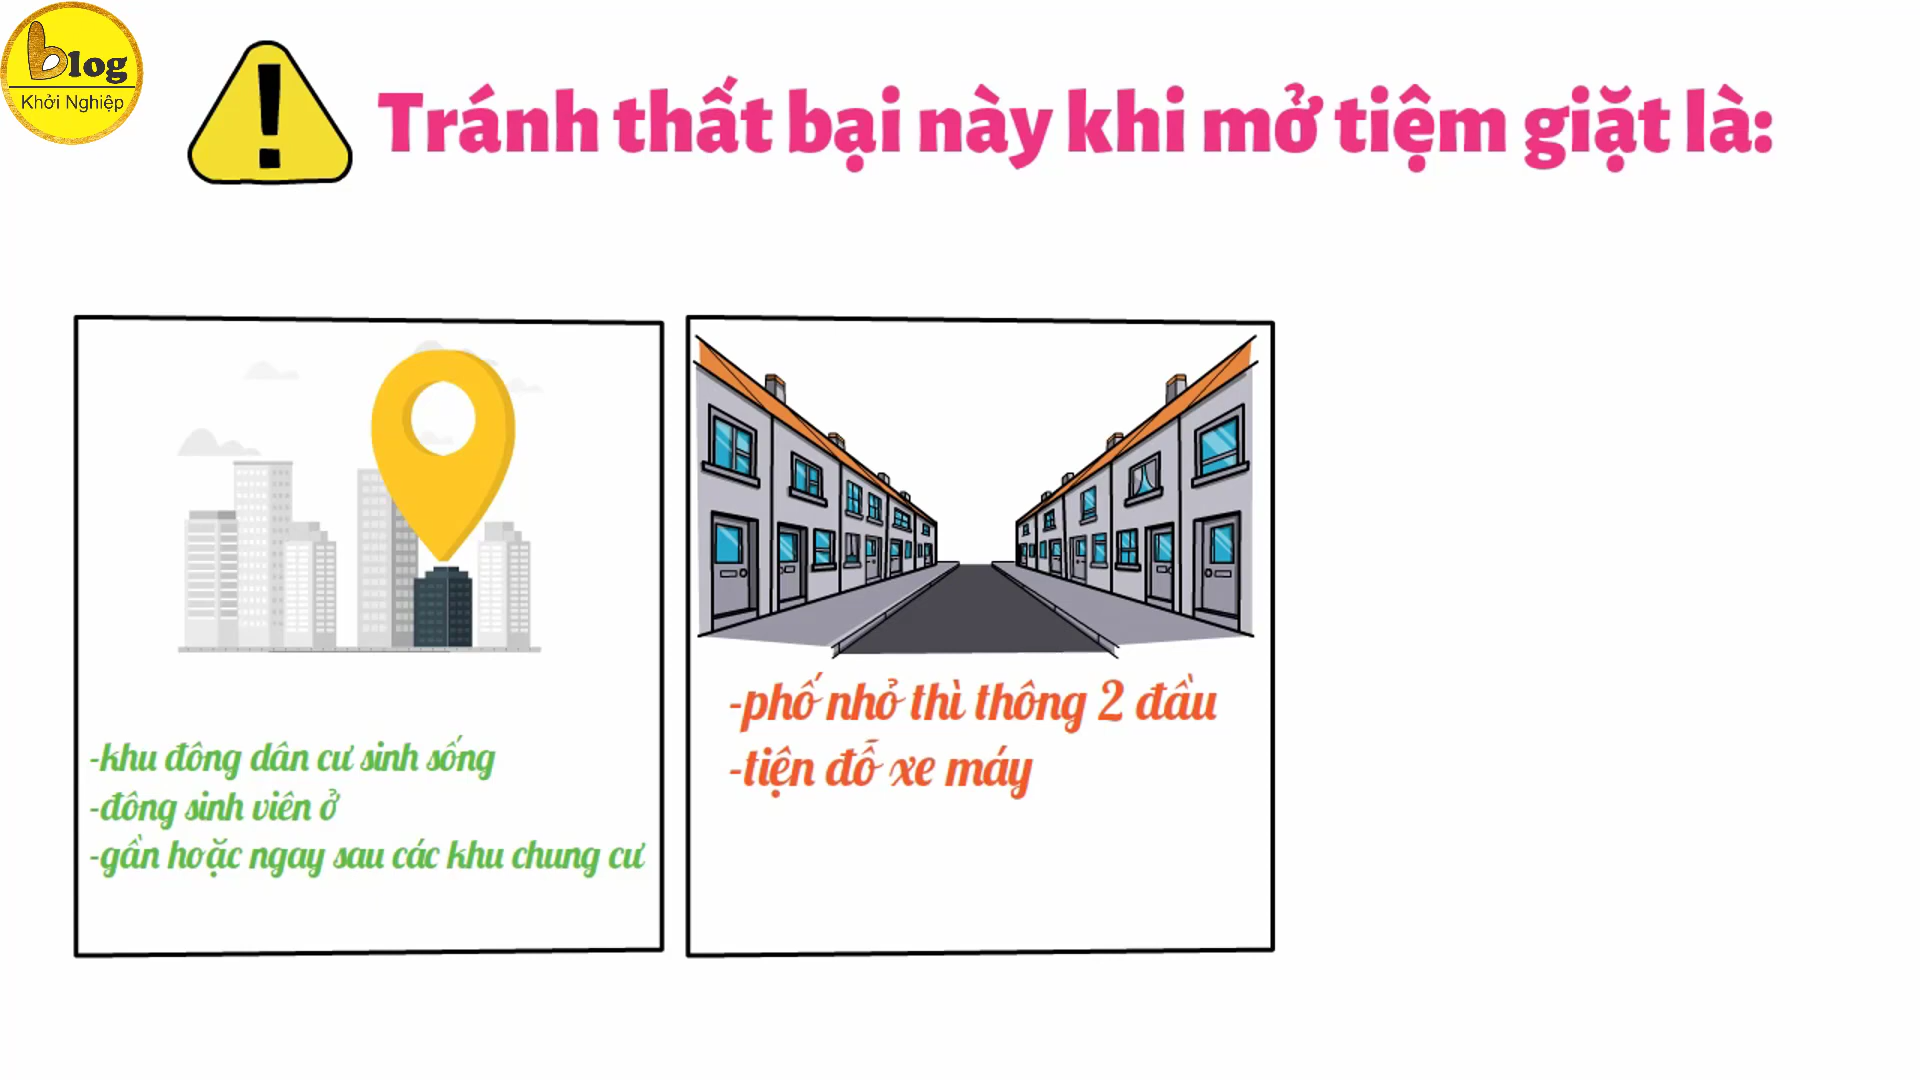 blog
Khởi Nghiệp
Tránh thất bại này khi mở tiệm giặt là:
-khu đông dân cư sinh sống
-đông sinh viên ở
-gần hoặc ngay sau các khu chung cư
-phố nhỏ thì thông 2 đầu
-tiện đỗ xe máy